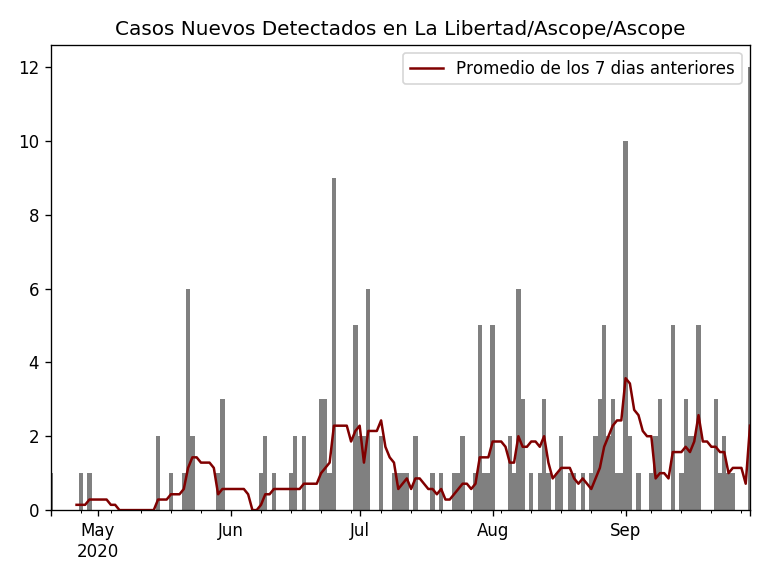 Casos Nuevos Detectados en La Libertad/Ascope/Ascope
Promedio de los 7 dias anteriores
12
10
8
6
4
2
0
May Jun Jul Aug Sep
2020